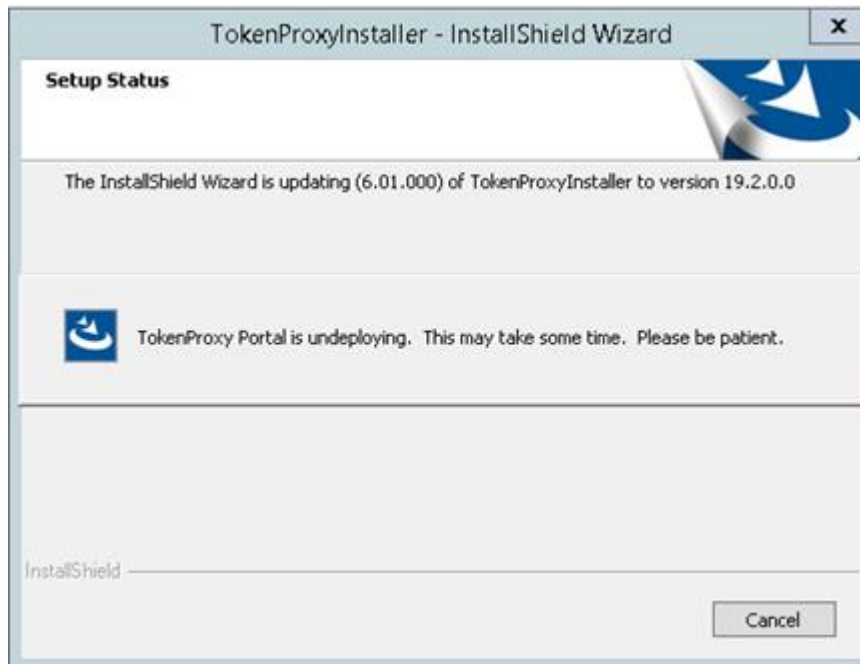 TokenProxyInstaller - InstallShield Wizard
X
Setup Status
The InstallShield Wizard is updating (6.01.000) of TokenProxyInstaller to version 19.2.0.0
TokenProxy Portal is undeploying. This may take some time. Please be patient.
InstallShield
Cancel